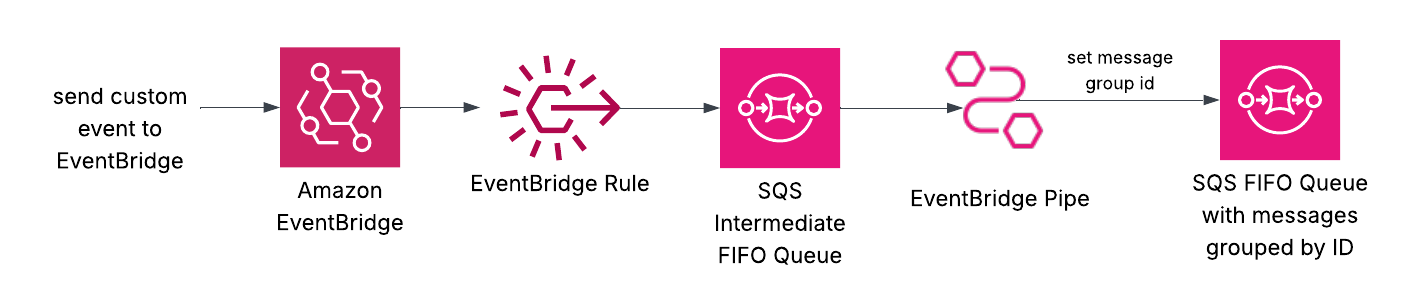 send custom
event to
EventBridge
Amazon
EventBridge
EventBridge Rule
SQS
Intermediate
FIFO Queue
EventBridge Pipe
set message
group id
SQS FIFO Queue
with messages
grouped by ID